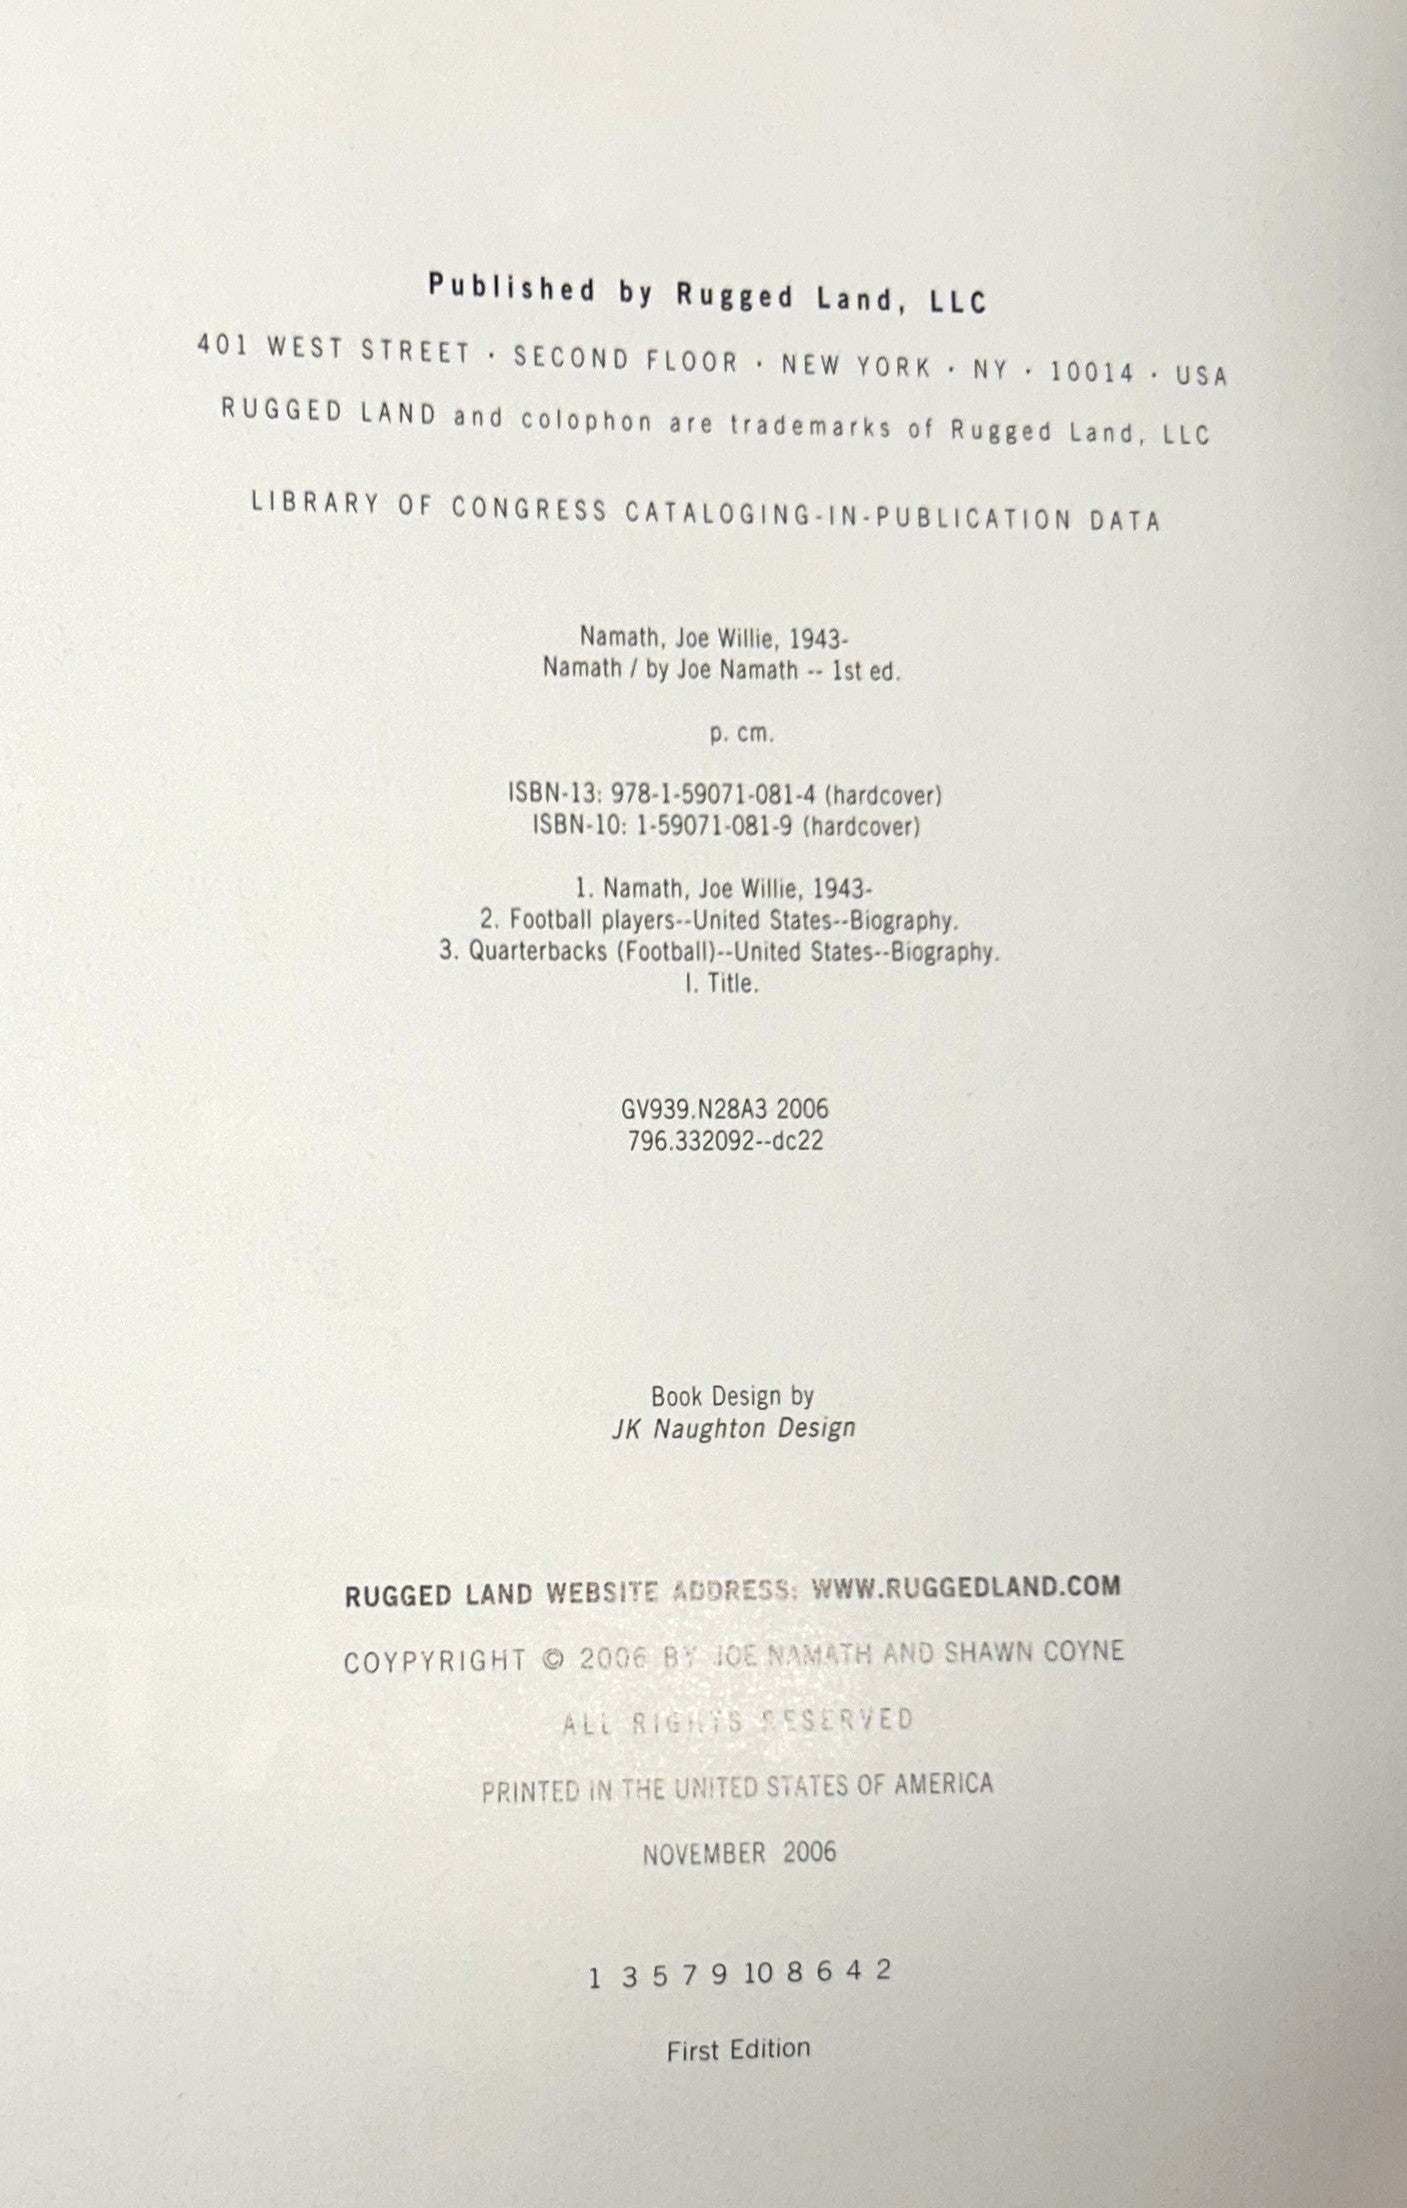 Published by Rugged Land, LLC
401 WEST STREET · SECOND FLOOR · NEW YORK · NY · 10014 · USA
RUGGED LAND and colophon are trademarks of Rugged Land, LLC
LIBRARY OF CONGRESS CATALOGING-IN-PUBLICATION DATA
Namath, Joe Willie, 1943-
Namath / by Joe Namath -- 1st ed.
p. cm.
ISBN-13: 978-1-59071-081-4 (hardcover)
ISBN-10: 1-59071-081-9 (hardcover)
1. Namath, Joe Willie, 1943-
2. Football players--United States--Biography.
3. Quarterbacks (Football)--United States--Biography.
I. Title.
GV939.N28A3 2006
796.332092--dc22
Book Design by
JK Naughton Design
RUGGED LAND WEBSITE ADDRESS: WWW.RUGGEDLAND.COM
COYPYRIGHT © 2006 BY JOE NAMATH AND SHAWN COYNE
ALL RIGHTS RESERVED
PRINTED IN THE UNITED STATES OF AMERICA
NOVEMBER 2006
1 3 5 7 9 10 8 6 4 2
First Edition